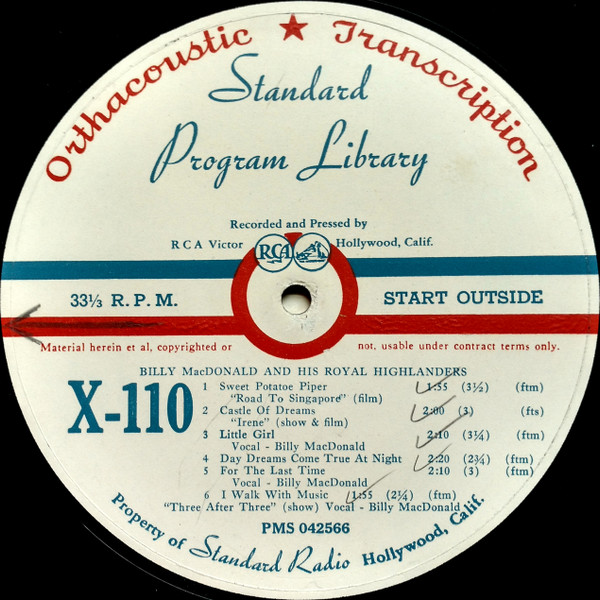 Orthacoustic ★ Transcription
Standard
Program Library
Recorded and Pressed by
RCA Victor RCA Hollywood, Calif.
33⅓ R.P.M. START OUTSIDE
Material herein et al, copyrighted or not, usable under contract terms only.
BILLY MacDONALD AND HIS ROYAL HIGHLANDERS
X-110
1 Sweet Potatoe Piper 1:55 (3½) (ftm)
"Road To Singapore" (film)
2 Castle Of Dreams 2:00 (3) (fts)
"Irene" (show & film)
3 Little Girl 2:10 (3¼) (ftm)
Vocal - Billy MacDonald
4 Day Dreams Come True At Night 2:20 (2¾) (ftm)
5 For The Last Time 2:10 (3) (ftm)
Vocal - Billy MacDonald
6 I Walk With Music 1:55 (2¼) (ftm)
"Three After Three" (show) Vocal - Billy MacDonald
PMS 042566
Property of Standard Radio Hollywood, Calif.